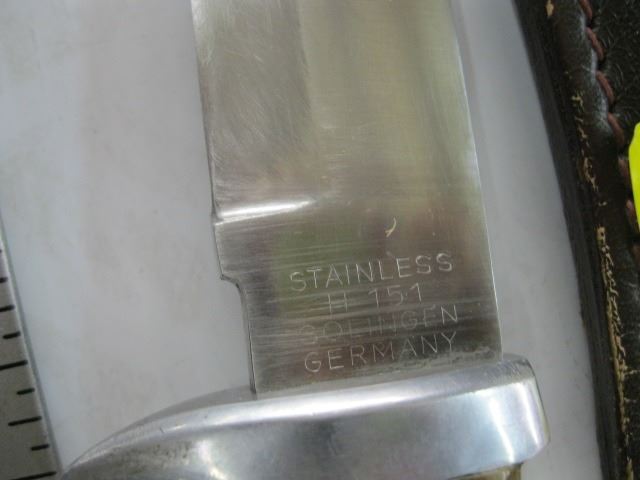 STAINLESS
H 151
SOLINGEN
GERMANY